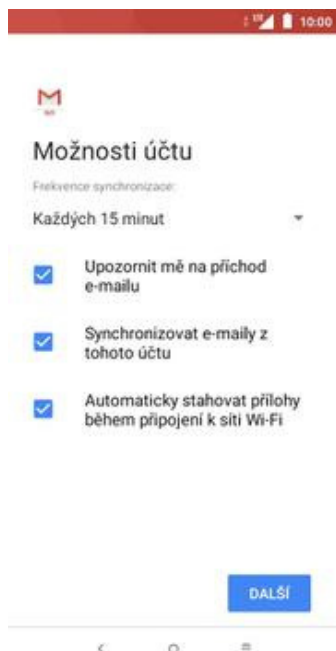 LTE 10:00
Možnosti účtu
Frekvence synchronizace:
Každých 15 minut
Upozornit mě na příchod
e-mailu
Synchronizovat e-maily z
tohoto účtu
Automaticky stahovat přílohy
během připojení k síti Wi-Fi
DALŠÍ